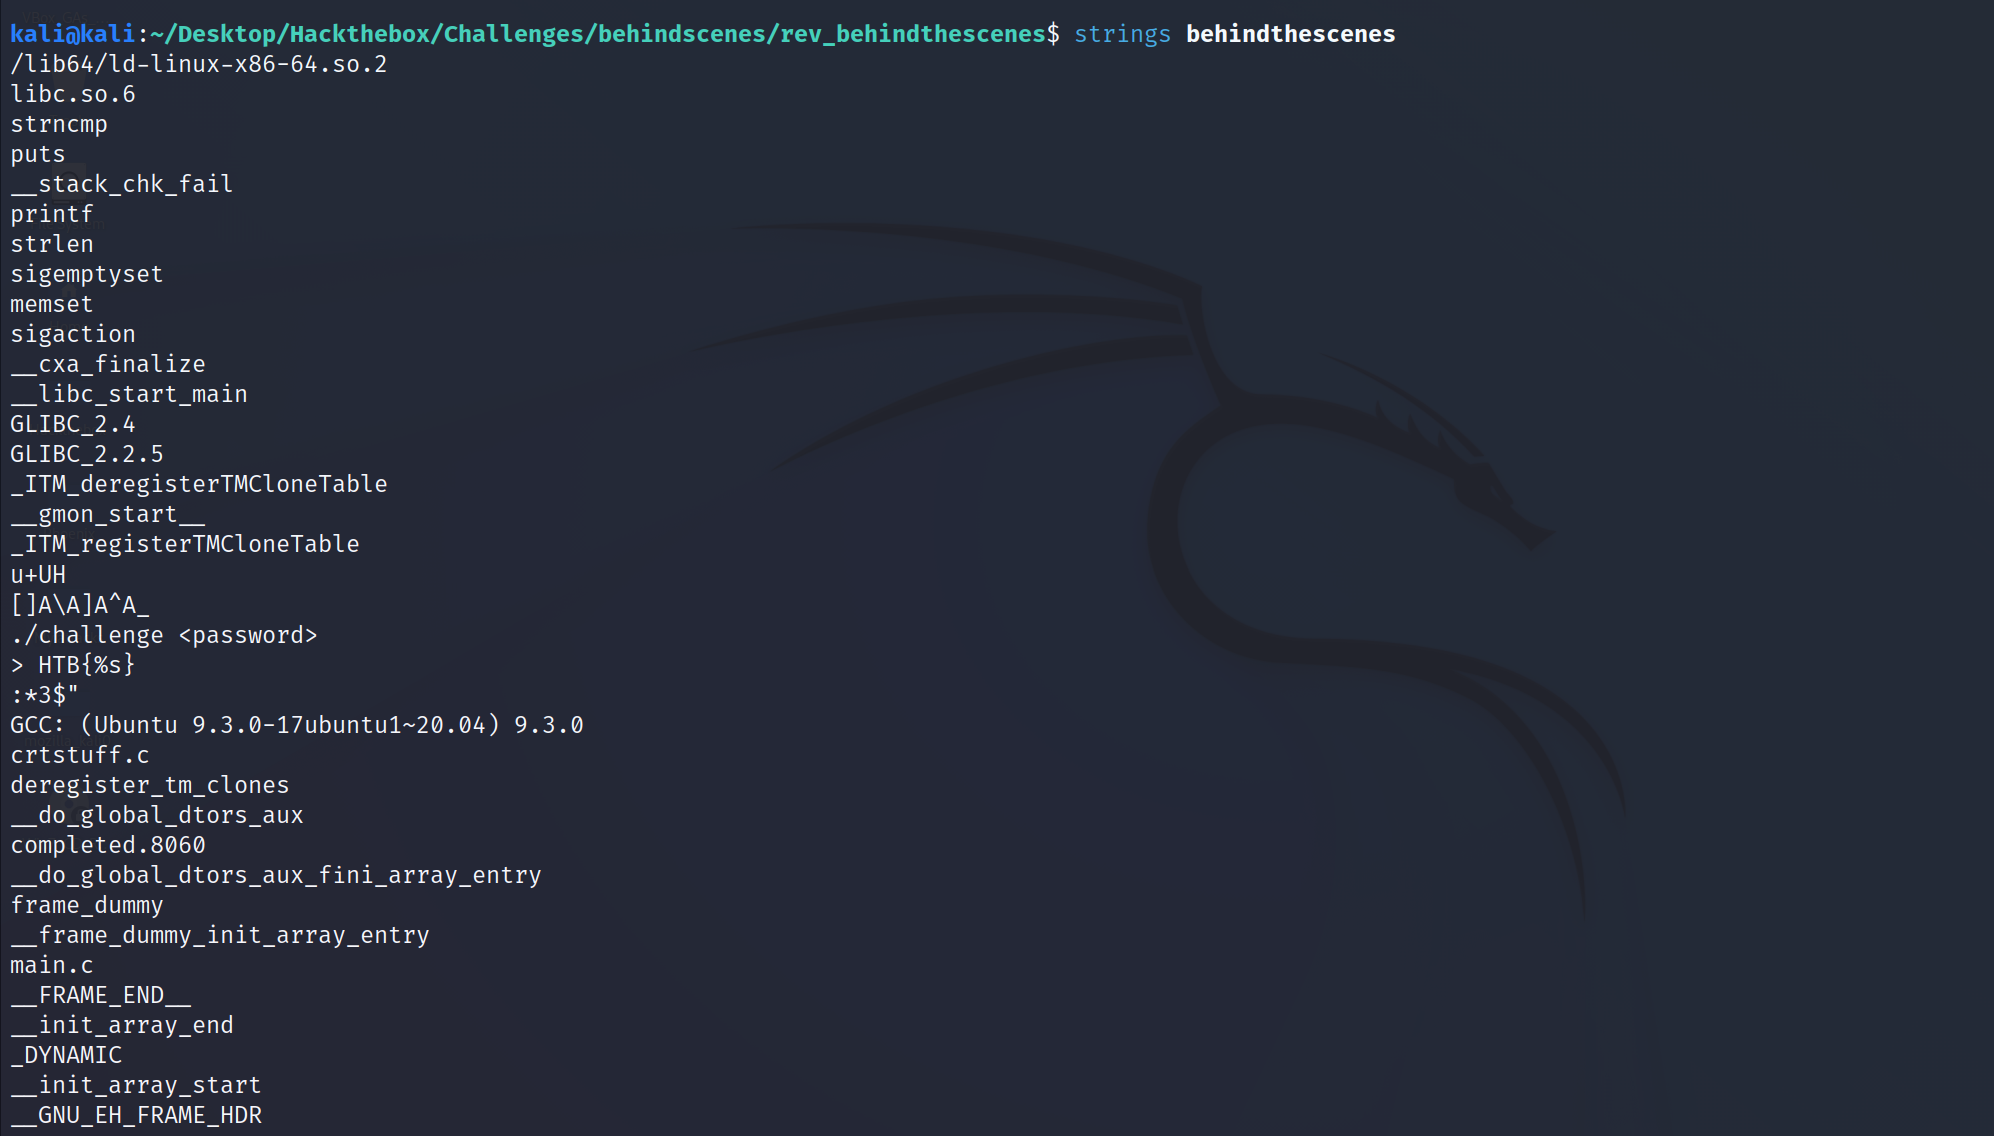 kali@kali:~/Desktop/Hackthebox/Challenges/behindscenes/rev_behindthescenes$ strings behindthescenes
/lib64/ld-linux-x86-64.so.2
libc.so.6
strncmp
puts
__stack_chk_fail
printf
strlen
sigemptyset
memset
sigaction
__cxa_finalize
__libc_start_main
GLIBC_2.4
GLIBC_2.2.5
_ITM_deregisterTMCloneTable
__gmon_start__
_ITM_registerTMCloneTable
u+UH
[]A\A]A^A_
./challenge <password>
> HTB{%s}
:*3$"
GCC: (Ubuntu 9.3.0-17ubuntu1~20.04) 9.3.0
crtstuff.c
deregister_tm_clones
__do_global_dtors_aux
completed.8060
__do_global_dtors_aux_fini_array_entry
frame_dummy
__frame_dummy_init_array_entry
main.c
__FRAME_END__
__init_array_end
_DYNAMIC
__init_array_start
__GNU_EH_FRAME_HDR